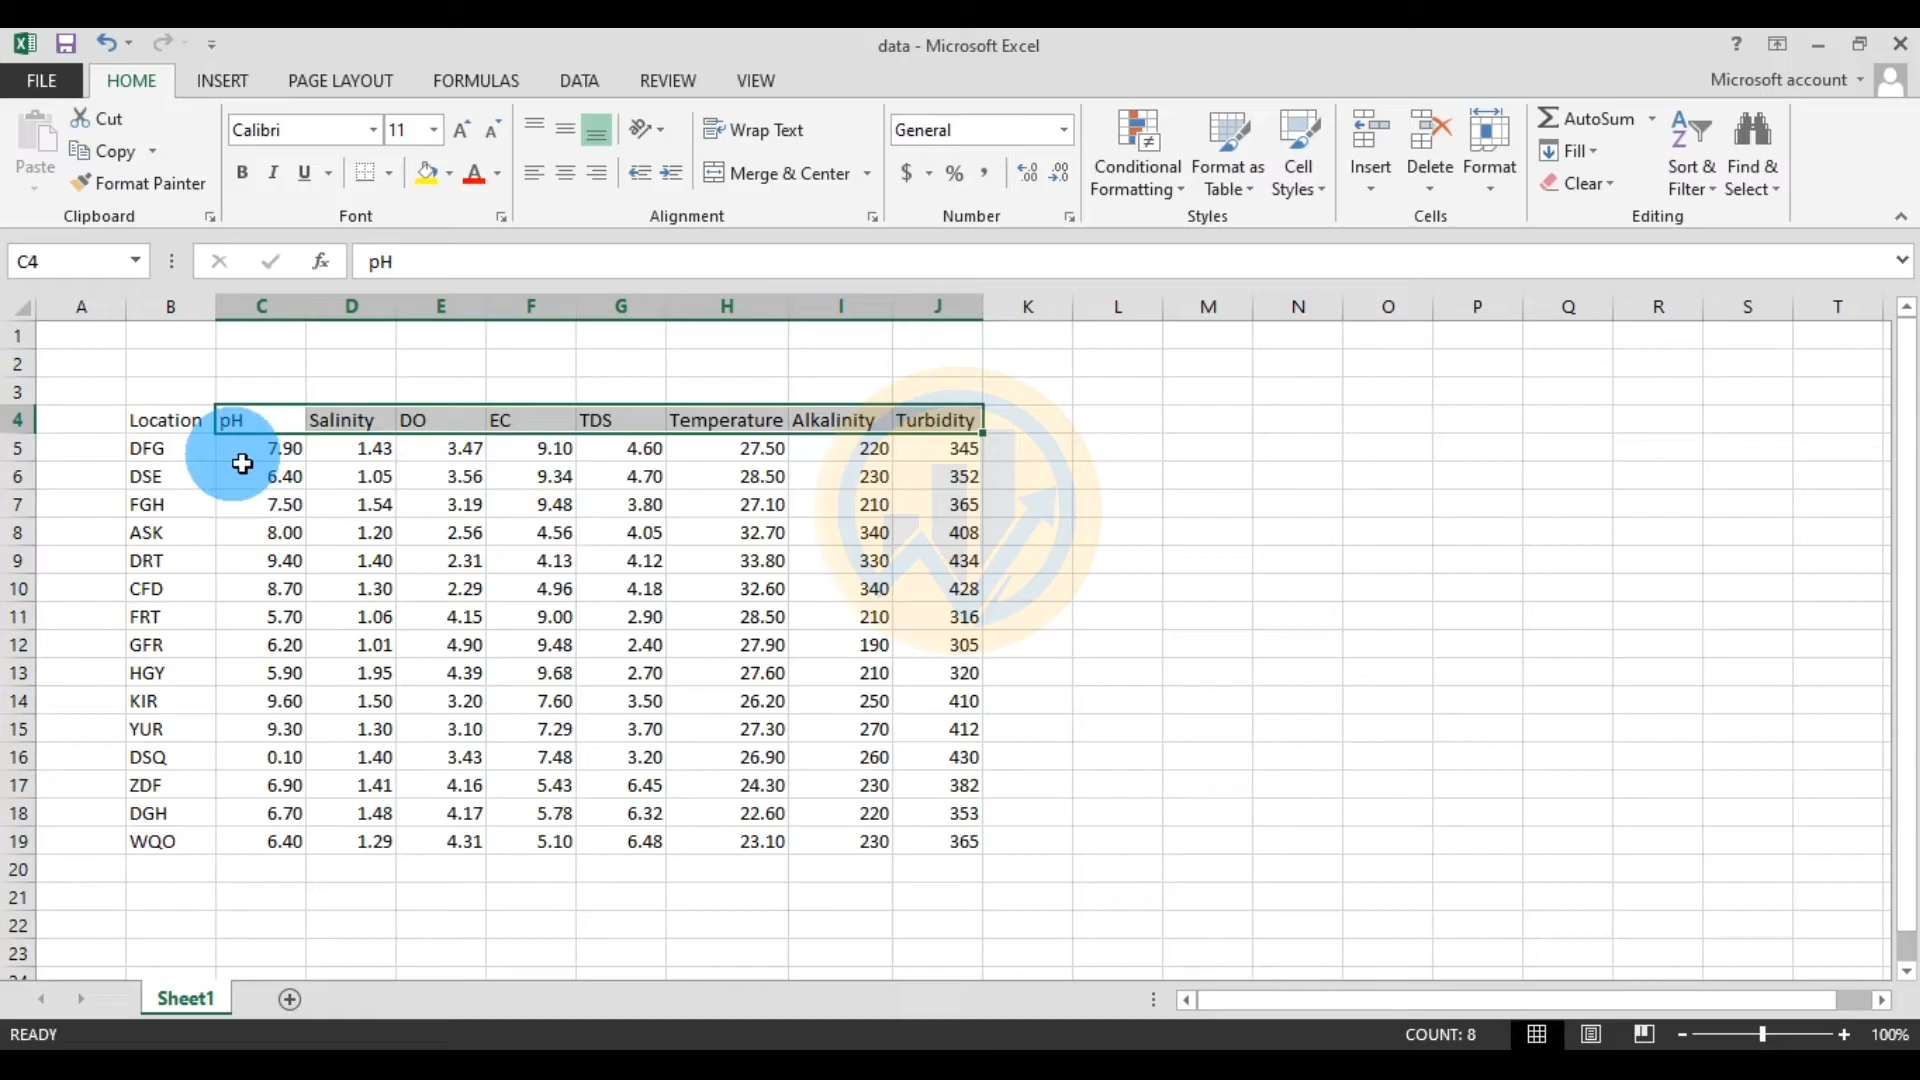 data - Microsoft Excel
?
FILE HOME INSERT PAGE LAYOUT FORMULAS DATA REVIEW VIEW Microsoft account
Paste Cut Copy Format Painter Clipboard
Calibri 11 B I U A Font
Wrap Text Merge & Center Alignment
General $ % , Number
Conditional Formatting Format as Table Cell Styles Styles
Insert Delete Format Cells
AutoSum Fill Clear Sort & Filter Find & Select Editing
C4 fx pH
A B C D E F G H I J K L M N O P Q R S T
1
2
3
4 Location pH Salinity DO EC TDS Temperature Alkalinity Turbidity
5 DFG 7.90 1.43 3.47 9.10 4.60 27.50 220 345
6 DSE 6.40 1.05 3.56 9.34 4.70 28.50 230 352
7 FGH 7.50 1.54 3.19 9.48 3.80 27.10 210 365
8 ASK 8.00 1.20 2.56 4.56 4.05 32.70 340 408
9 DRT 9.40 1.40 2.31 4.13 4.12 33.80 330 434
10 CFD 8.70 1.30 2.29 4.96 4.18 32.60 340 428
11 FRT 5.70 1.06 4.15 9.00 2.90 28.50 210 316
12 GFR 6.20 1.01 4.90 9.48 2.40 27.90 190 305
13 HGY 5.90 1.95 4.39 9.68 2.70 27.60 210 320
14 KIR 9.60 1.50 3.20 7.60 3.50 26.20 250 410
15 YUR 9.30 1.30 3.10 7.29 3.70 27.30 270 412
16 DSQ 0.10 1.40 3.43 7.48 3.20 26.90 260 430
17 ZDF 6.90 1.41 4.16 5.43 6.45 24.30 230 382
18 DGH 6.70 1.48 4.17 5.78 6.32 22.60 220 353
19 WQO 6.40 1.29 4.31 5.10 6.48 23.10 230 365
20
21
22
23
Sheet1
READY COUNT: 8 100%